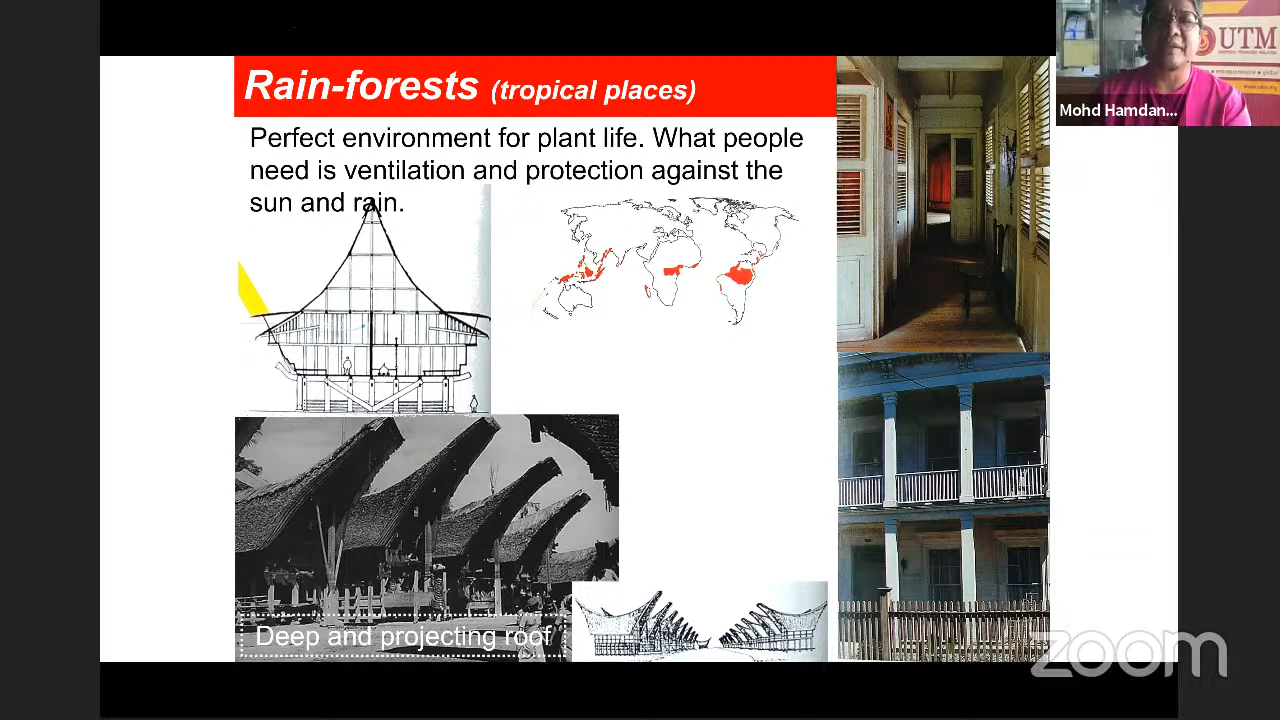 Rain-forests (tropical places)
Perfect environment for plant life. What people
need is ventilation and protection against the
sun and rain.
Deep and projecting roof
UTM
Mohd Hamdan...
zoom